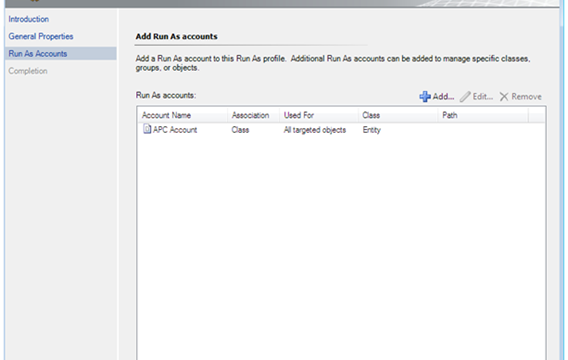 Introduction
General Properties
Run As Accounts
Completion
Add Run As accounts
Add a Run As account to this Run As profile. Additional Run As accounts can be added to manage specific classes,
groups, or objects.
Run As accounts:
Add... Edit... Remove
Account Name Association Used For Class Path
APC Account Class All targeted objects Entity